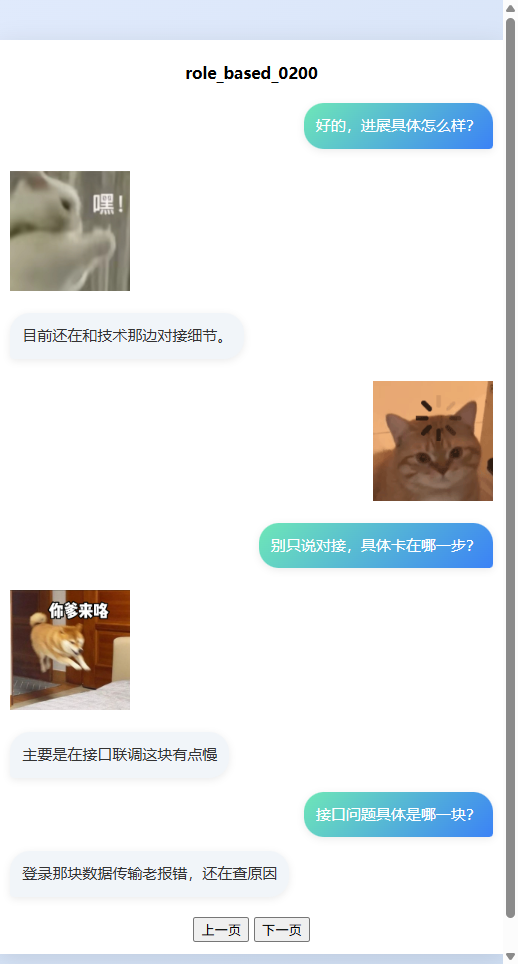 role_based_0200
好的，进展具体怎么样？
嘿！
目前还在和技术那边对接细节。
别只说对接，具体卡在哪一步？
你爹来咯
主要是在接口联调这块有点慢
接口问题具体是哪一块？
登录那块数据传输老报错，还在查原因
上一页 下一页